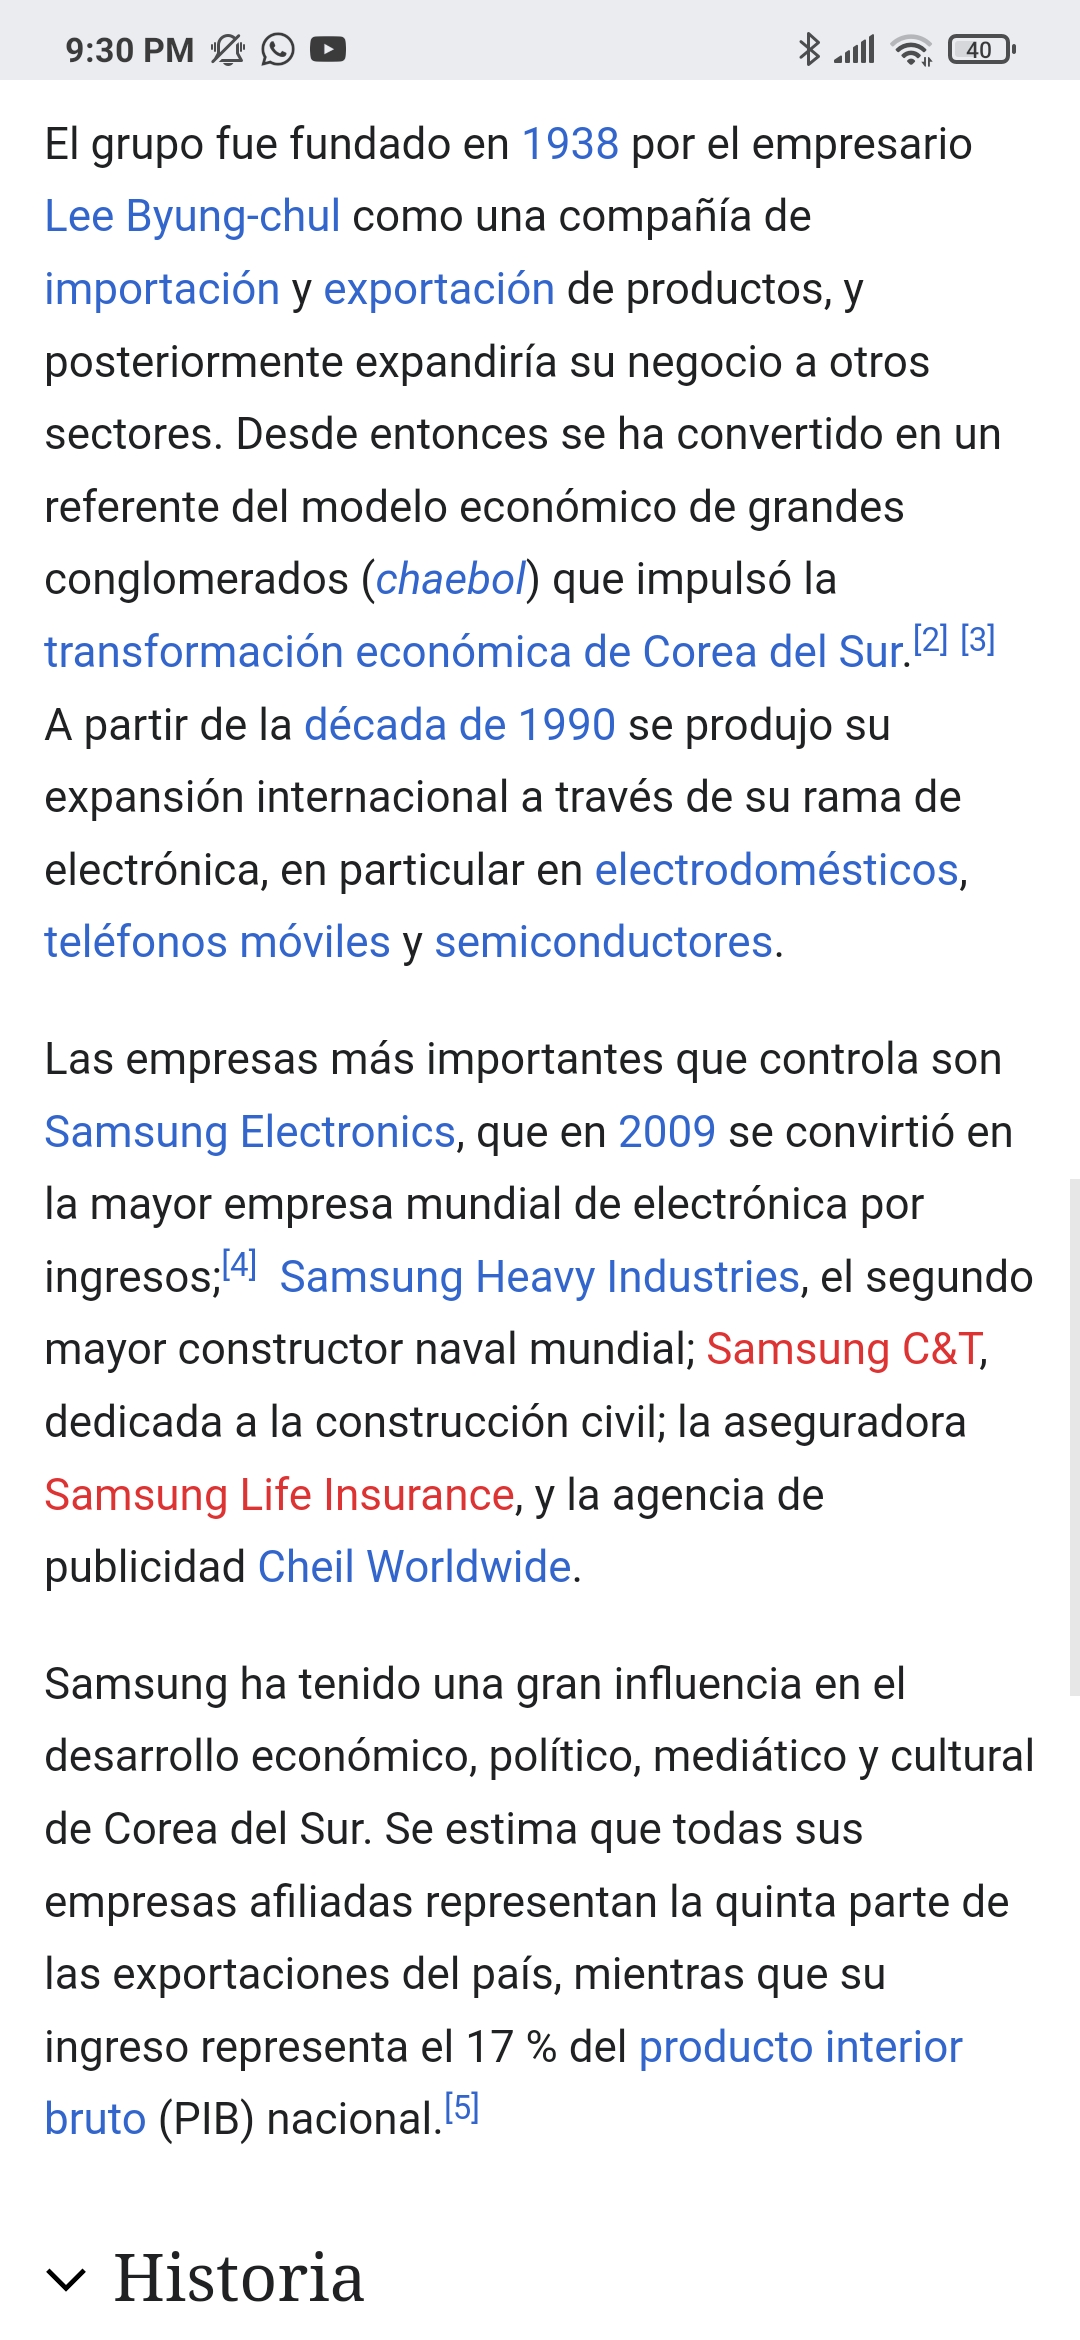 9:30 PM
40
El grupo fue fundado en 1938 por el empresario
Lee Byung-chul como una compañía de
importación y exportación de productos, y
posteriormente expandiría su negocio a otros
sectores. Desde entonces se ha convertido en un
referente del modelo económico de grandes
conglomerados (chaebol) que impulsó la
transformación económica de Corea del Sur.[2] [3]
A partir de la década de 1990 se produjo su
expansión internacional a través de su rama de
electrónica, en particular en electrodomésticos,
teléfonos móviles y semiconductores.
Las empresas más importantes que controla son
Samsung Electronics, que en 2009 se convirtió en
la mayor empresa mundial de electrónica por
ingresos;[4] Samsung Heavy Industries, el segundo
mayor constructor naval mundial; Samsung C&T,
dedicada a la construcción civil; la aseguradora
Samsung Life Insurance, y la agencia de
publicidad Cheil Worldwide.
Samsung ha tenido una gran influencia en el
desarrollo económico, político, mediático y cultural
de Corea del Sur. Se estima que todas sus
empresas afiliadas representan la quinta parte de
las exportaciones del país, mientras que su
ingreso representa el 17 % del producto interior
bruto (PIB) nacional.[5]
Historia